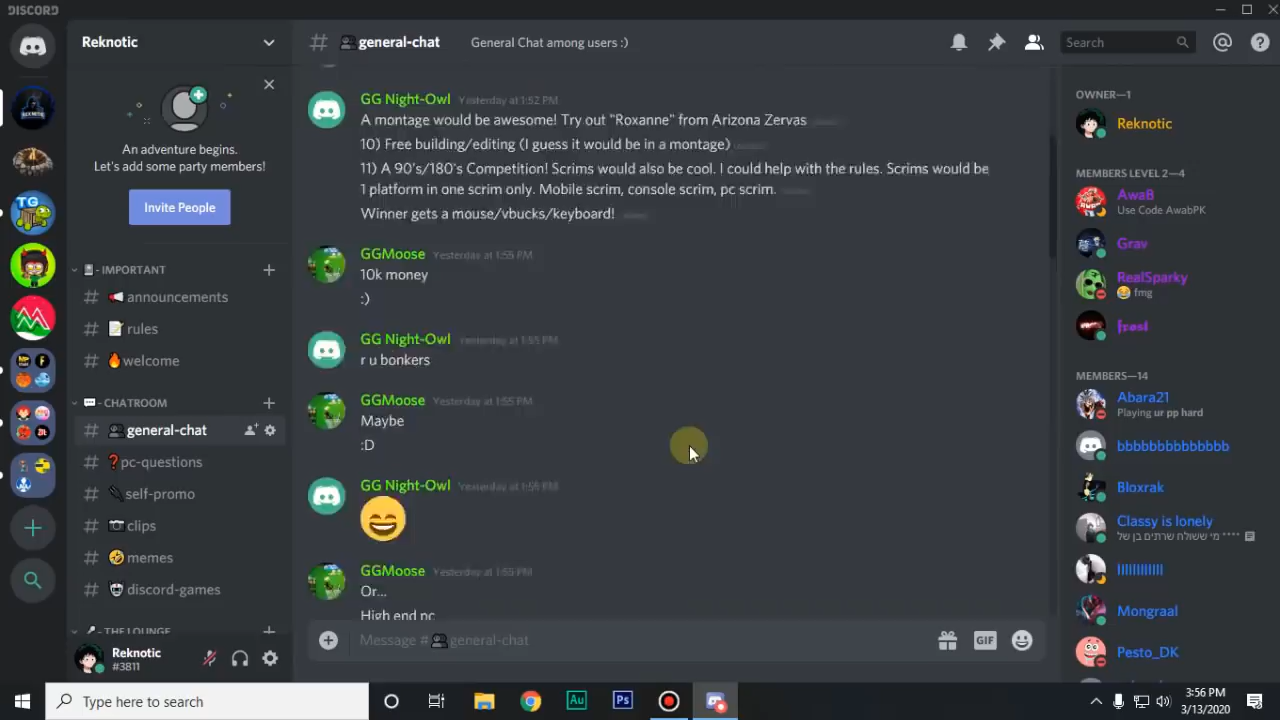 DISCORD
Reknotic
# general-chat General Chat among users :)
Search
An adventure begins.
Let's add some party members!
Invite People
- IMPORTANT
# announcements
# rules
# welcome
- CHATROOM
# general-chat
# pc-questions
# self-promo
# clips
# memes
# discord-games
- THE LOUNGE
Reknotic
#3811
TG
GG Night-Owl Yesterday at 1:52 PM
A montage would be awesome! Try out "Roxanne" from Arizona Zervas
10) Free building/editing (I guess it would be in a montage)
11) A 90's/180's Competition! Scrims would also be cool. I could help with the rules. Scrims would be
1 platform in one scrim only. Mobile scrim, console scrim, pc scrim.
Winner gets a mouse/vbucks/keyboard!
GGMoose Yesterday at 1:55 PM
10k money
:)
GG Night-Owl Yesterday at 1:55 PM
r u bonkers
GGMoose Yesterday at 1:55 PM
Maybe
:D
GG Night-Owl Yesterday at 1:55 PM
GGMoose Yesterday at 1:55 PM
Or...
High end pc
Message # general-chat
GIF
OWNER—1
Reknotic
MEMBERS LEVEL 2—4
AwaB
Use Code AwabPK
Grav
RealSparky
fmg
frost
MEMBERS—14
Abara21
Playing ur pp hard
bbbbbbbbbbbbbb
Bloxrak
Classy is lonely
מי ששולח שרתים בן של ****
Mongraal
Pesto_DK
Type here to search
Au
Ps
3:56 PM
3/13/2020